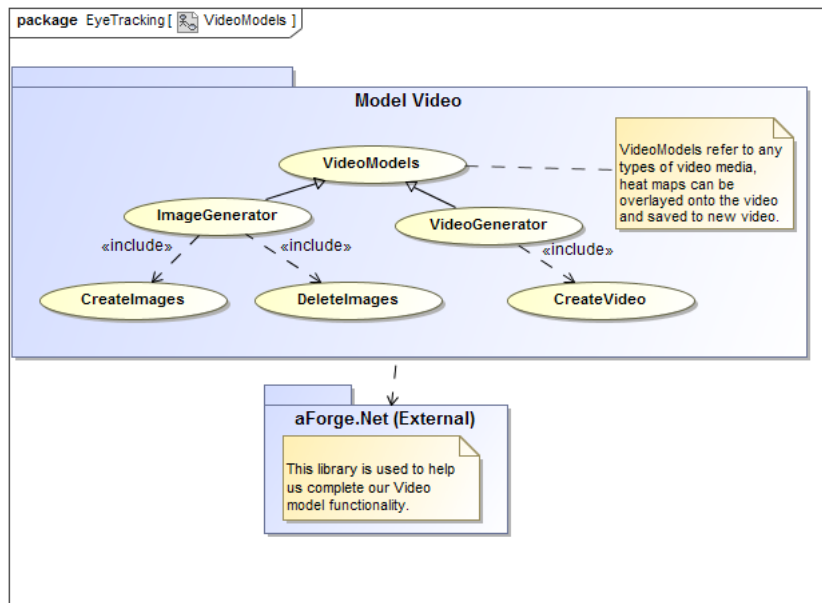 package EyeTracking [ VideoModels ]
Model Video
VideoModels
VideoModels refer to any
types of video media,
heat maps can be
overlayed onto the video
and saved to new video.
ImageGenerator
VideoGenerator
«include»
«include»
«include»
CreateImages
DeleteImages
CreateVideo
aForge.Net (External)
This library is used to help
us complete our Video
model functionality.